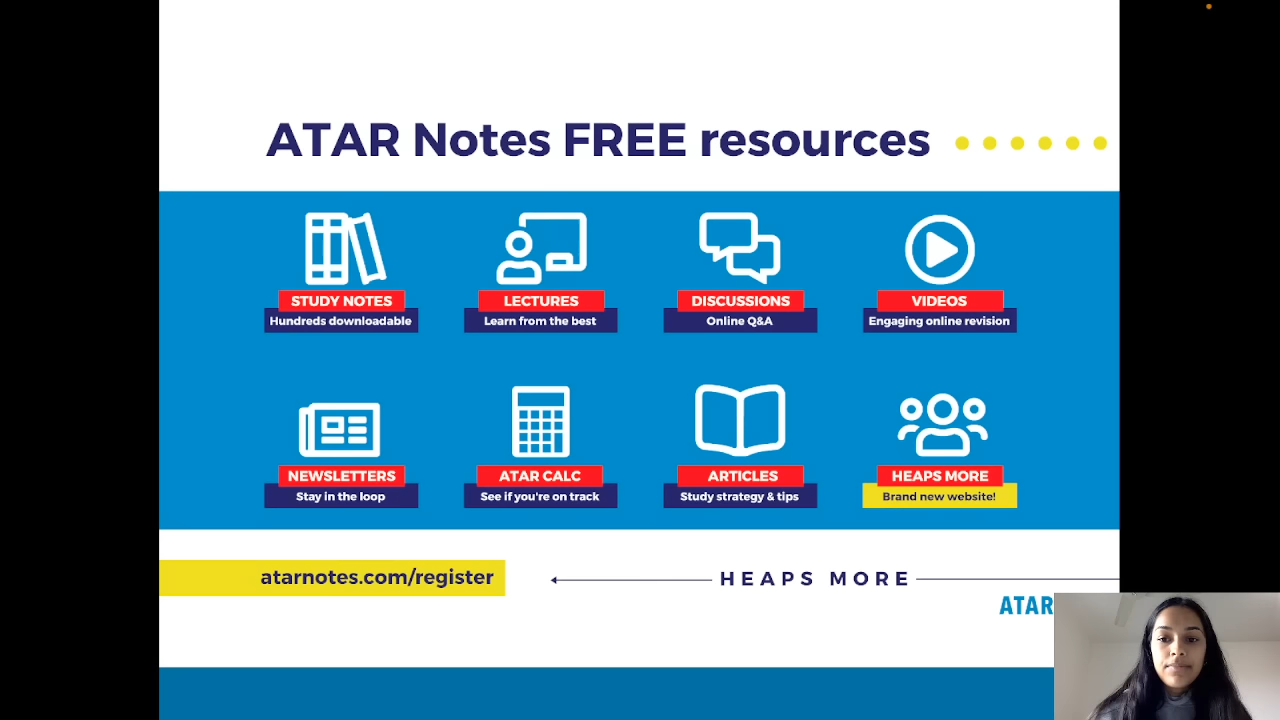 ATAR Notes FREE resources
STUDY NOTES
Hundreds downloadable
LECTURES
Learn from the best
DISCUSSIONS
Online Q&A
VIDEOS
Engaging online revision
NEWSLETTERS
Stay in the loop
ATAR CALC
See if you're on track
ARTICLES
Study strategy & tips
HEAPS MORE
Brand new website!
atarnotes.com/register
HEAPS MORE
ATAR